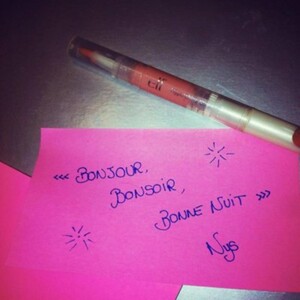 e.l.f.
««« BONJOUR,
BONSOIR,
BONNE NUIT »»»
Nys